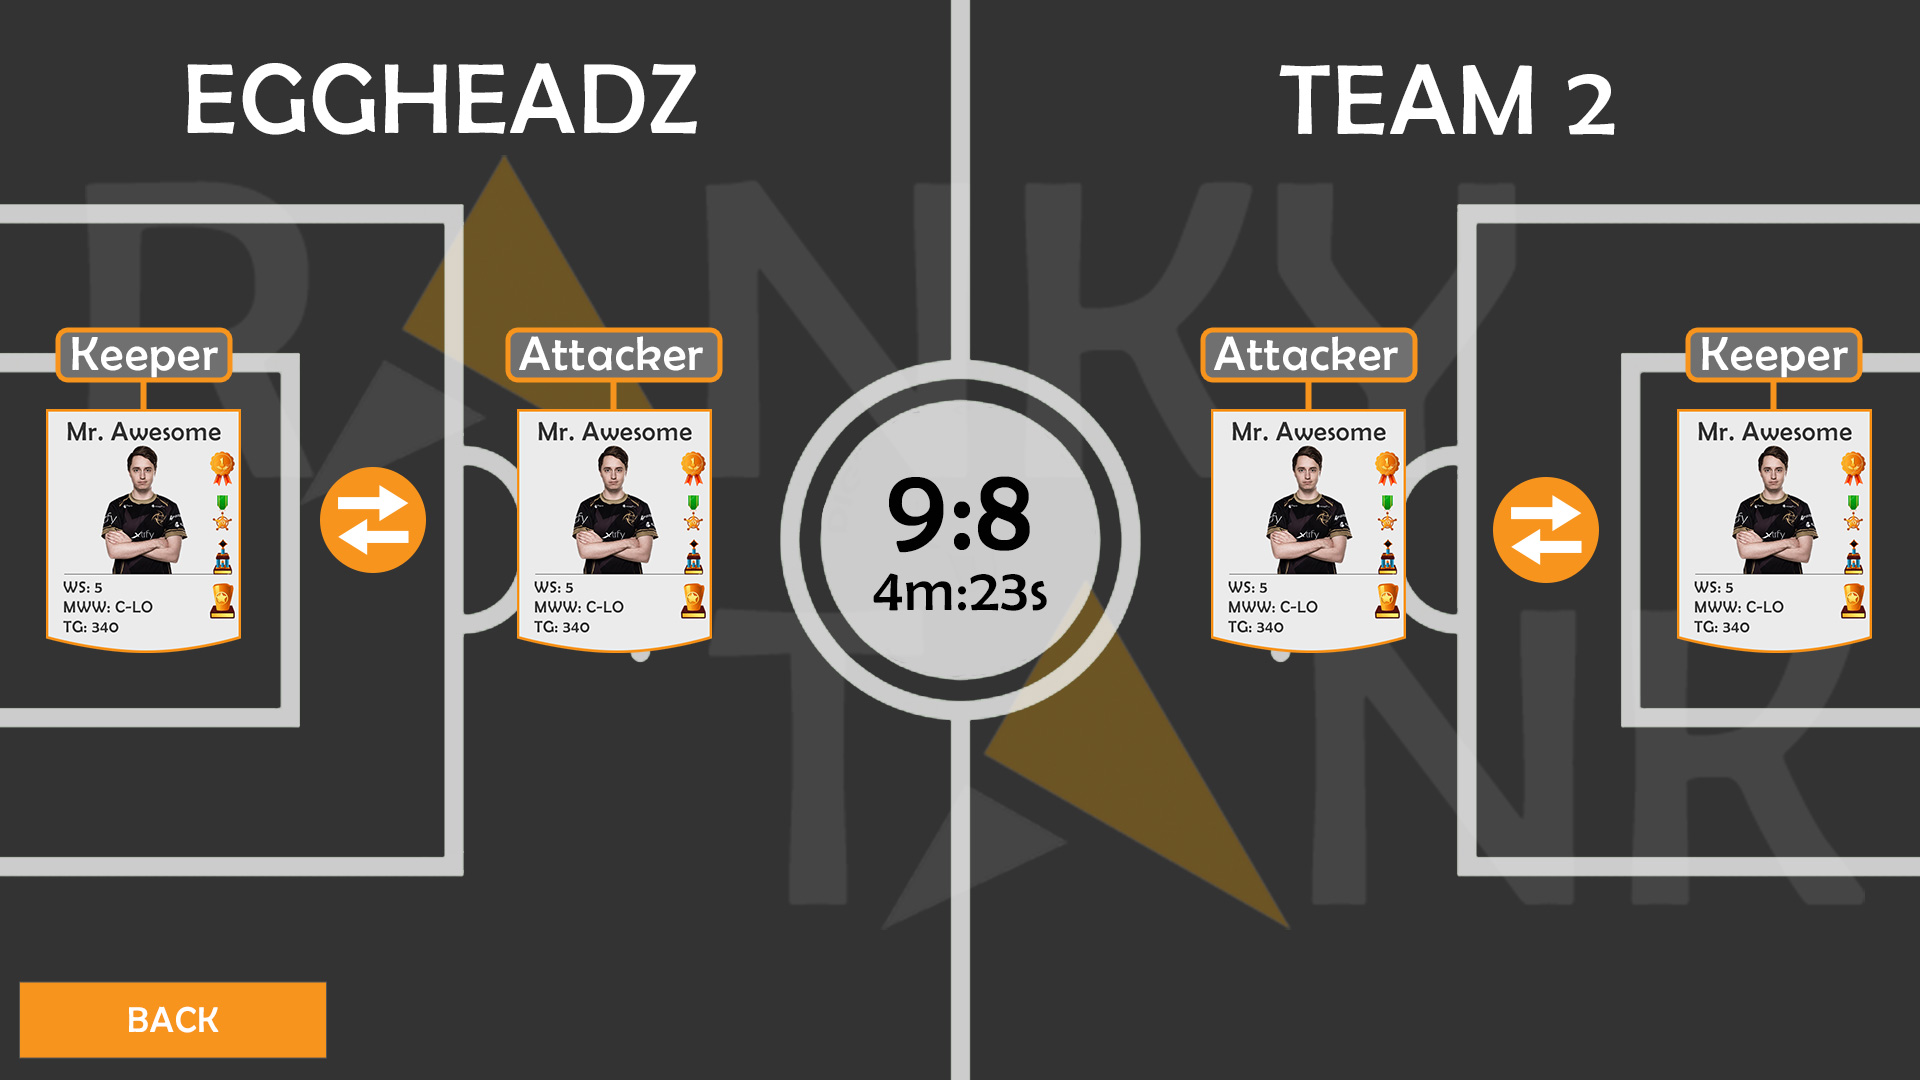 EGGHEADZ
TEAM 2
RANKY
TANK
Keeper
Mr. Awesome
WS: 5
MWW: C-LO
TG: 340
Attacker
Mr. Awesome
WS: 5
MWW: C-LO
TG: 340
9:8
4m:23s
Attacker
Mr. Awesome
WS: 5
MWW: C-LO
TG: 340
Keeper
Mr. Awesome
WS: 5
MWW: C-LO
TG: 340
BACK